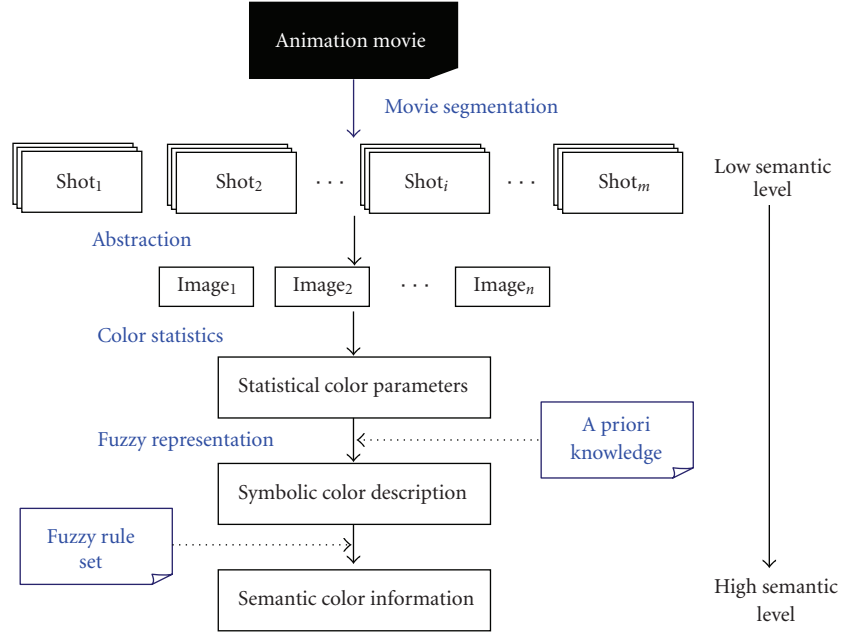 Animation movie
Movie segmentation
Shot₁ Shot₂ · · · Shotᵢ · · · Shotₘ
Low semantic
level
Abstraction
Image₁ Image₂ · · · Imageₙ
Color statistics
Statistical color parameters
Fuzzy representation
A priori
knowledge
Symbolic color description
Fuzzy rule
set
Semantic color information
High semantic
level